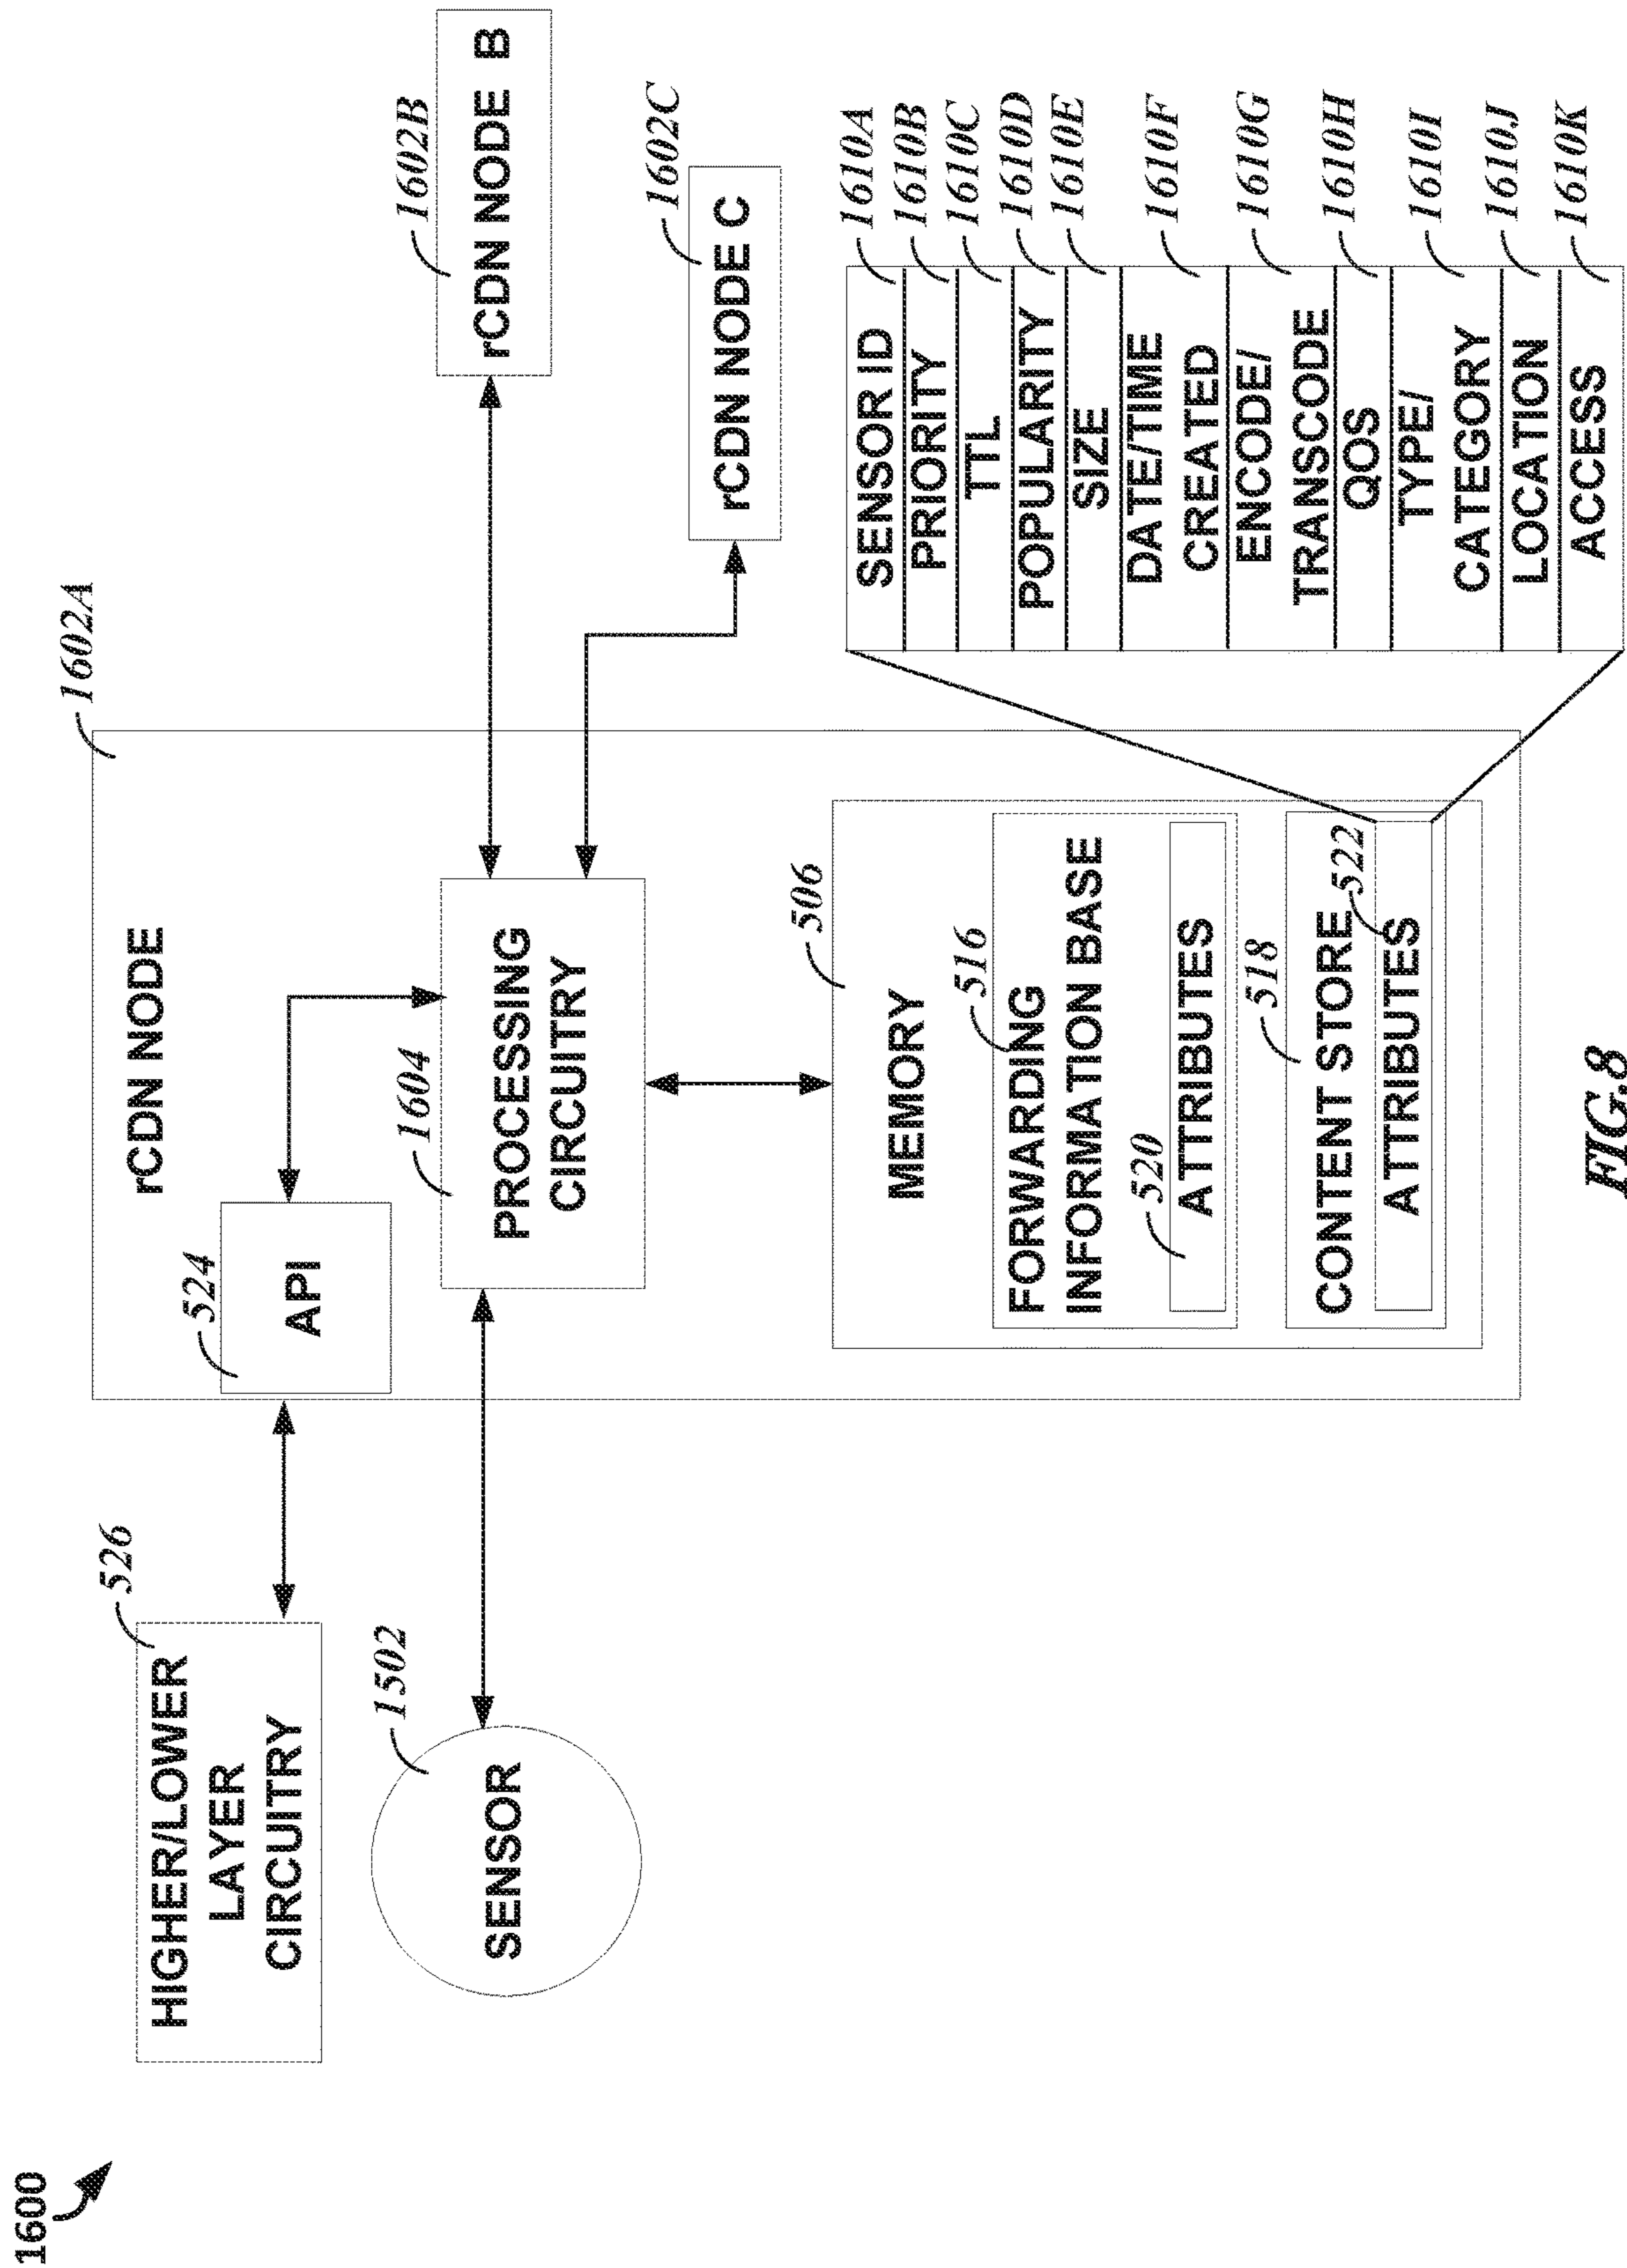 1600
HIGHER/LOWER
LAYER
CIRCUITRY
526
SENSOR
1502
rCDN NODE
1602A
API
524
PROCESSING
CIRCUITRY
1604
MEMORY
506
FORWARDING
INFORMATION BASE
516
ATTRIBUTES
520
CONTENT STORE
518
ATTRIBUTES
522
rCDN NODE B
1602B
rCDN NODE C
1602C
SENSOR ID
1610A
PRIORITY
1610B
TTL
1610C
POPULARITY
1610D
SIZE
1610E
DATE/TIME
CREATED
1610F
ENCODE/
TRANSCODE
1610G
QOS
1610H
TYPE/
CATEGORY
1610I
LOCATION
1610J
ACCESS
1610K
FIG.8